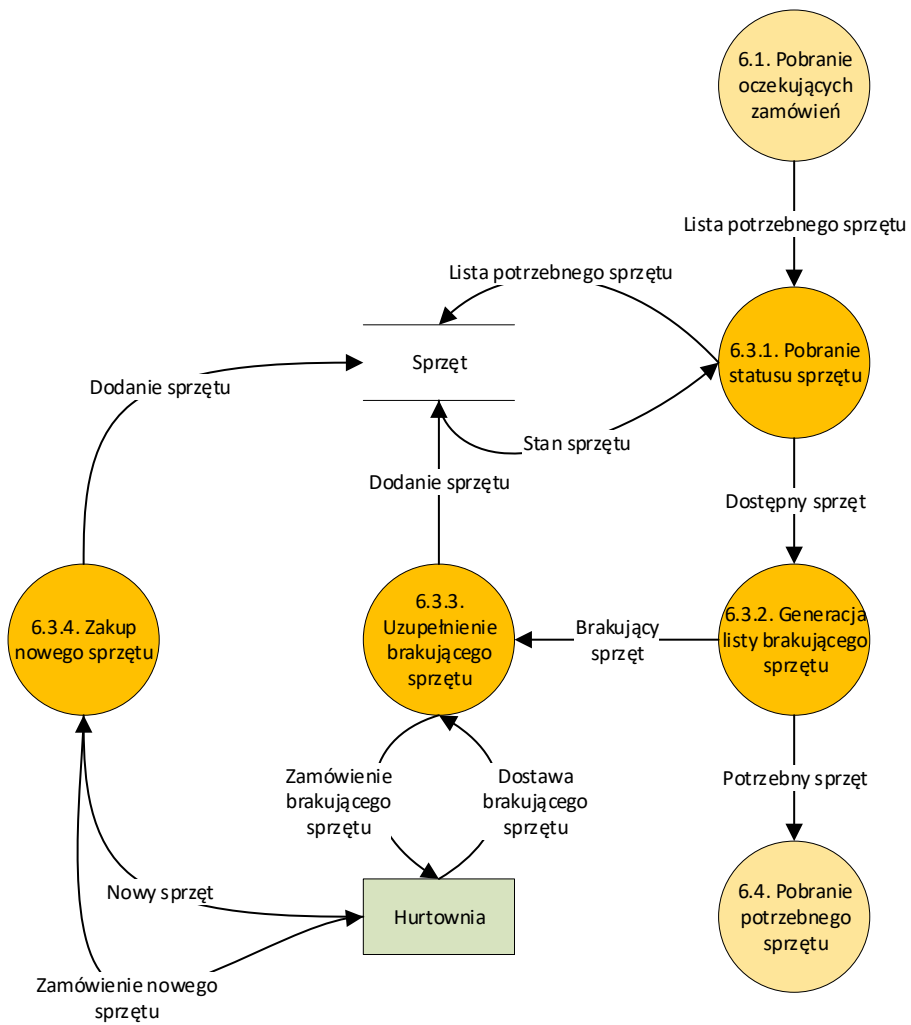 6.1. Pobranie
oczekujących
zamówień
Lista potrzebnego sprzętu
Lista potrzebnego sprzętu
Sprzęt
6.3.1. Pobranie
statusu sprzętu
Dodanie sprzętu
Stan sprzętu
Dodanie sprzętu
Dostępny sprzęt
6.3.4. Zakup
nowego sprzętu
6.3.3.
Uzupełnienie
brakującego
sprzętu
Brakujący
sprzęt
6.3.2. Generacja
listy brakującego
sprzętu
Zamówienie
brakującego
sprzętu
Dostawa
brakującego
sprzętu
Potrzebny sprzęt
Nowy sprzęt
Hurtownia
6.4. Pobranie
potrzebnego
sprzętu
Zamówienie nowego
sprzętu